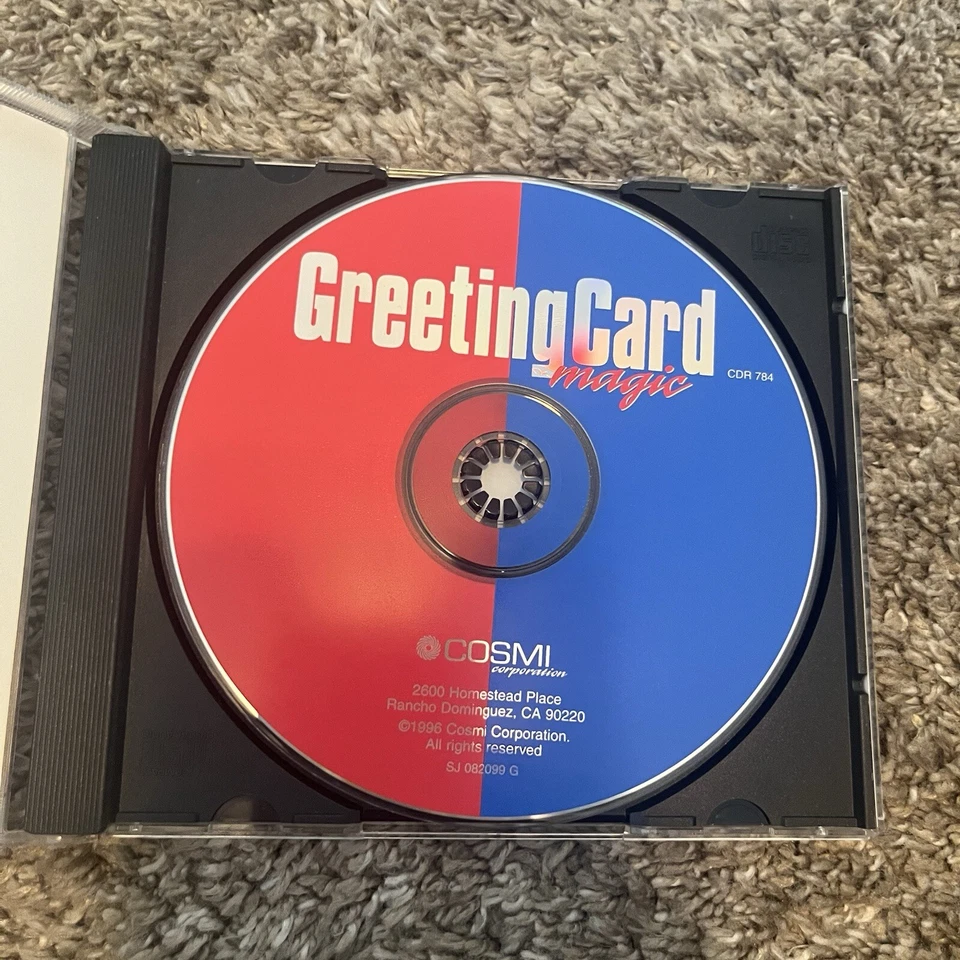 GreetingCard
magic
CDR 784
disc
COSMI
corporation
2600 Homestead Place
Rancho Dominguez, CA 90220
©1996 Cosmi Corporation.
All rights reserved
SJ 082099 G